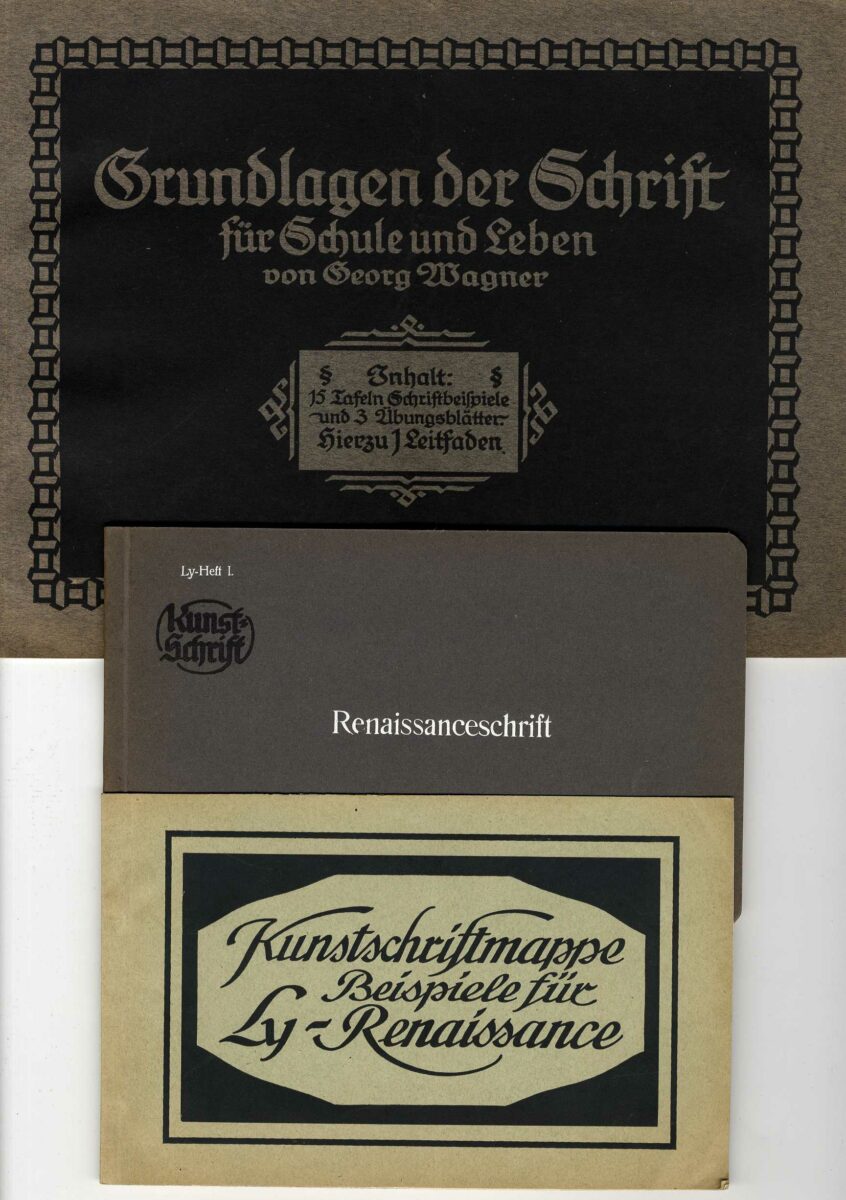 Grundlagen der Schrift
für Schule und Leben
von Georg Wagner
§ Inhalt: §
15 Tafeln Schriftbeispiele
und 3 Übungsblätter.
Hierzu 1 Leitfaden.
Ly-Heft 1.
Kunst=
Schrift
Renaissanceschrift
Kunstschriftmappe
Beispiele für
Ly-Renaissance